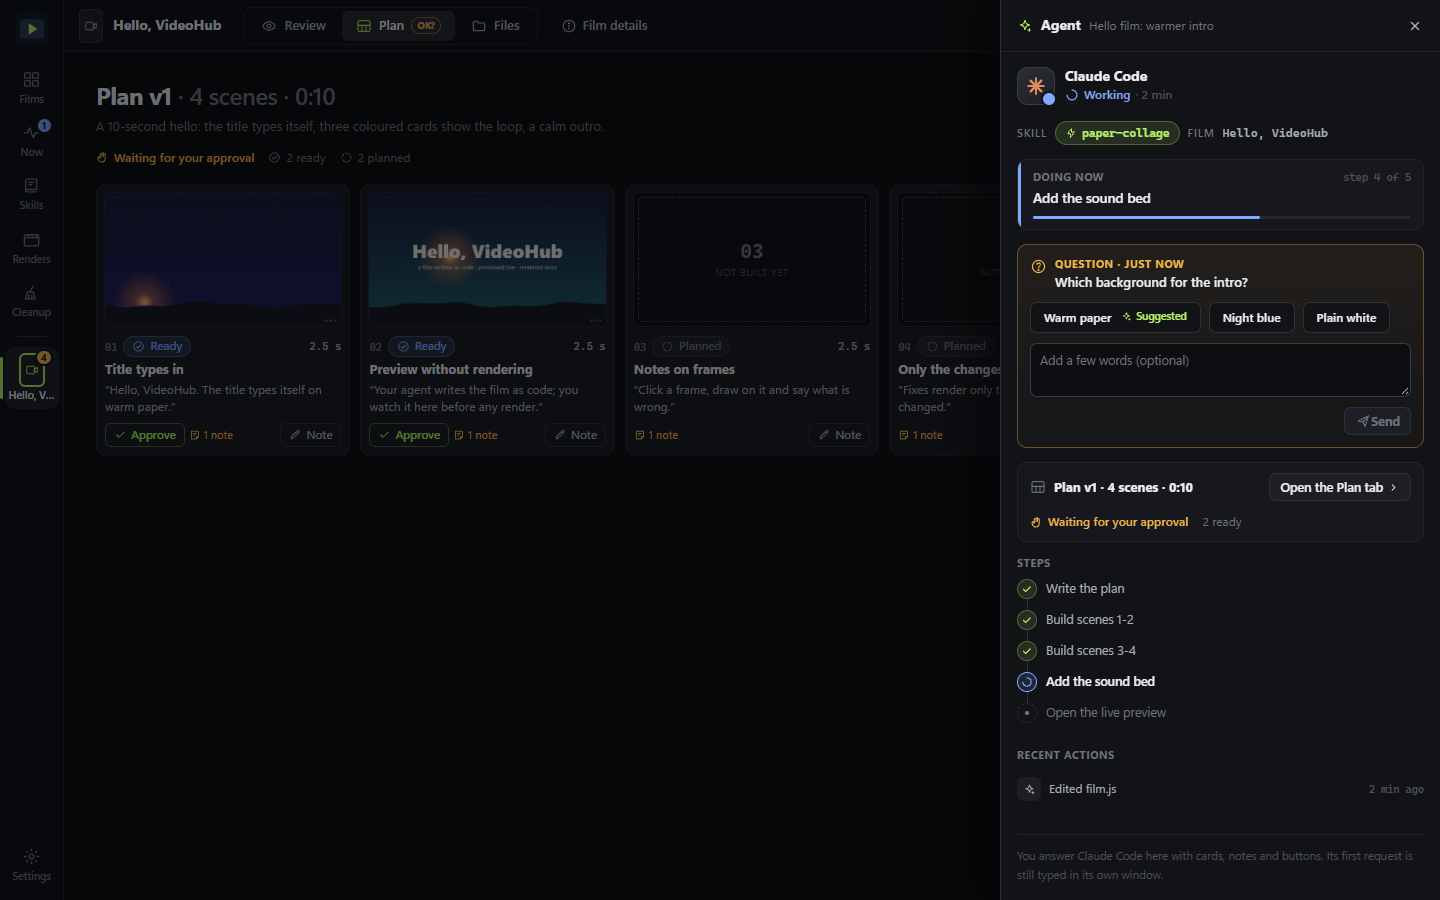 Hello, VideoHub
Review
Plan OK?
Files
Film details
Films
1
Now
Skills
Renders
Cleanup
4
Hello, V...
Settings
Plan v1 · 4 scenes · 0:10
A 10-second hello: the title types itself, three coloured cards show the loop, a calm outro.
Waiting for your approval 2 ready 2 planned
01 Ready 2.5 s
Title types in
“Hello, VideoHub. The title types itself on
warm paper.”
Approve 1 note Note
Hello, VideoHub
a film written as code · previewed live · rendered once
02 Ready 2.5 s
Preview without rendering
“Your agent writes the film as code; you
watch it here before any render.”
Approve 1 note Note
03
NOT BUILT YET
03 Planned 2.5 s
Notes on frames
“Click a frame, draw on it and say what is
wrong.”
1 note Note
NOT
04 Planned
Only the changes
“Fixes render only t
changed.”
1 note
Agent Hello film: warmer intro
Claude Code
Working · 2 min
SKILL paper-collage FILM Hello, VideoHub
DOING NOW step 4 of 5
Add the sound bed
QUESTION · JUST NOW
Which background for the intro?
Warm paper Suggested Night blue Plain white
Add a few words (optional)
Send
Plan v1 · 4 scenes · 0:10 Open the Plan tab
Waiting for your approval 2 ready
STEPS
Write the plan
Build scenes 1-2
Build scenes 3-4
Add the sound bed
Open the live preview
RECENT ACTIONS
Edited film.js 2 min ago
You answer Claude Code here with cards, notes and buttons. Its first request is
still typed in its own window.